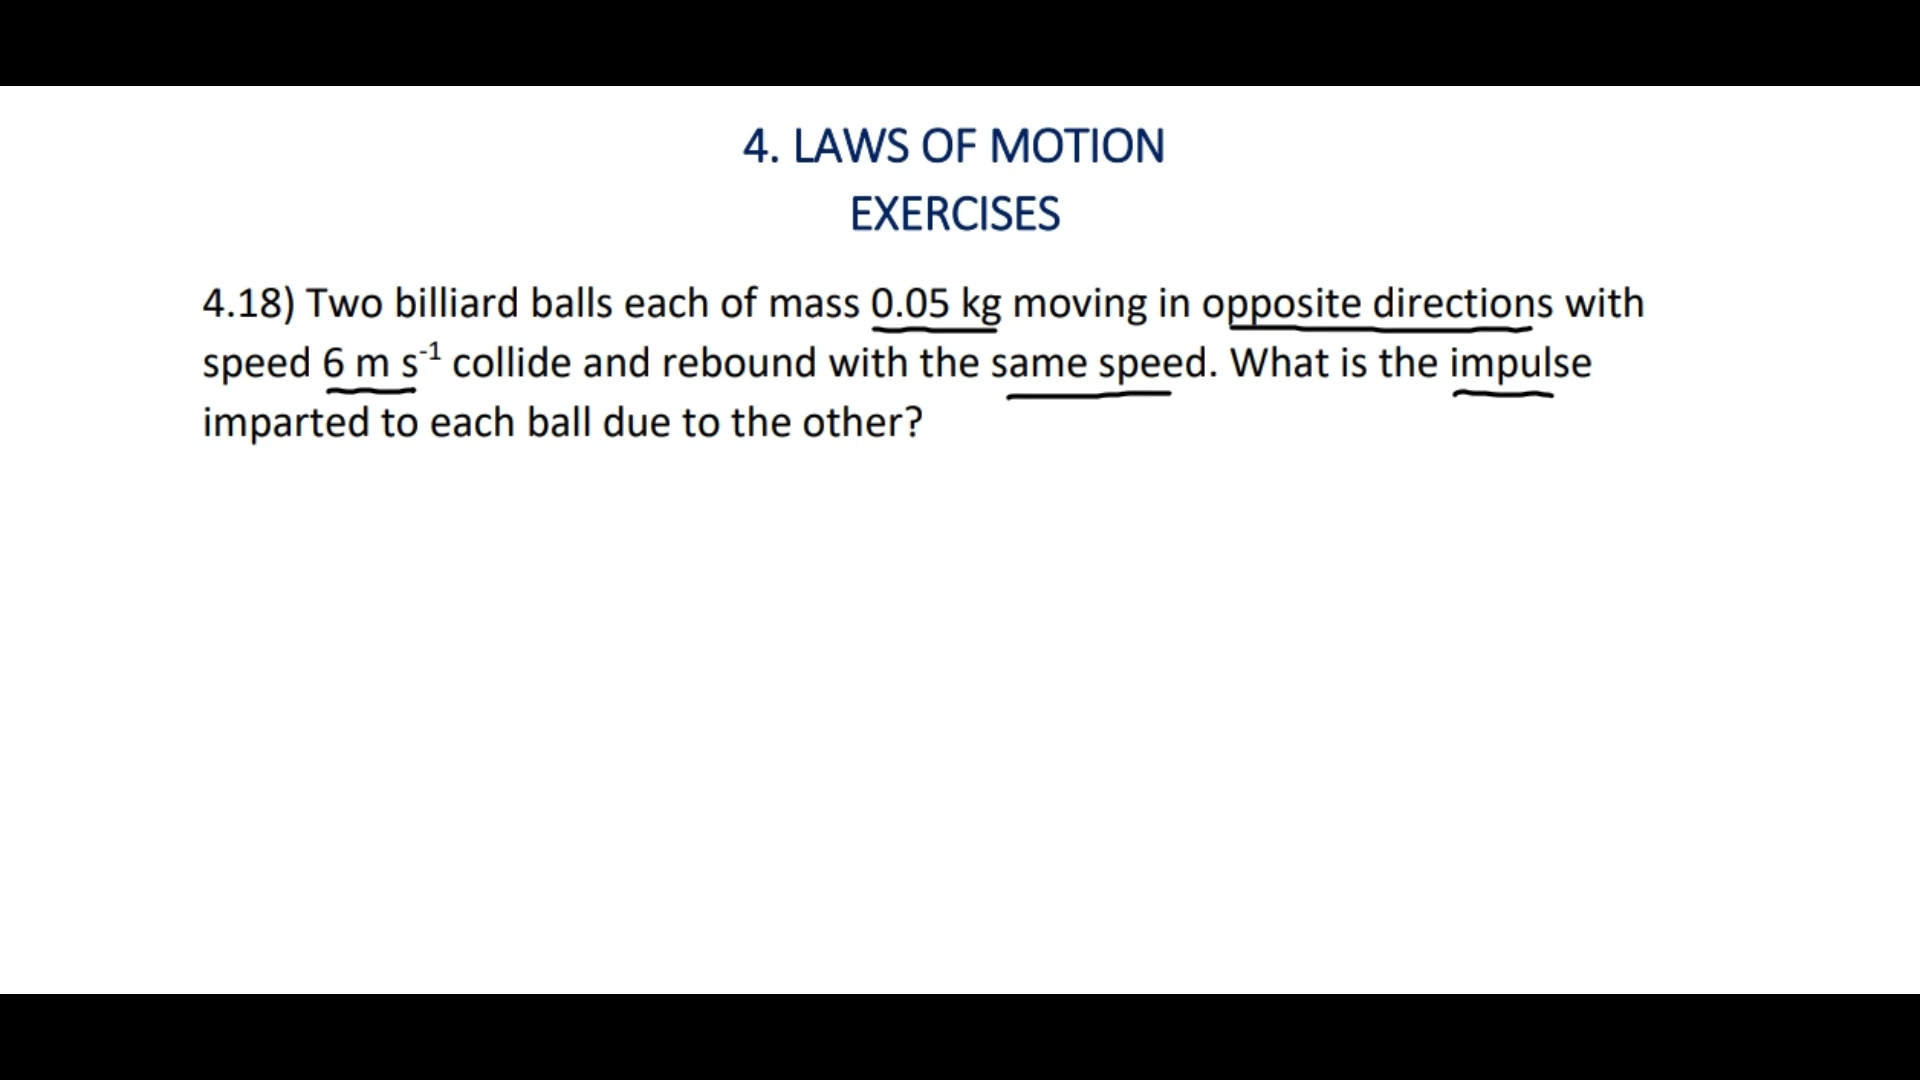 4. LAWS OF MOTION
EXERCISES
4.18) Two billiard balls each of mass 0.05 kg moving in opposite directions with
speed 6 m s⁻¹ collide and rebound with the same speed. What is the impulse
imparted to each ball due to the other?